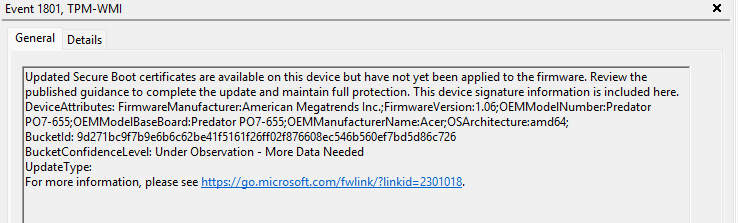 Event 1801, TPM-WMI
General Details
Updated Secure Boot certificates are available on this device but have not yet been applied to the firmware. Review the
published guidance to complete the update and maintain full protection. This device signature information is included here.
DeviceAttributes: FirmwareManufacturer:American Megatrends Inc.;FirmwareVersion:1.06;OEMModelNumber:Predator
PO7-655;OEMModelBaseBoard:Predator PO7-655;OEMManufacturerName:Acer;OSArchitecture:amd64;
BucketId: 9d271bc9f7b9e6b6c62be41f5161f26ff02f876608ec546b560ef7bd5d86c726
BucketConfidenceLevel: Under Observation - More Data Needed
UpdateType:
For more information, please see https://go.microsoft.com/fwlink/?linkid=2301018.